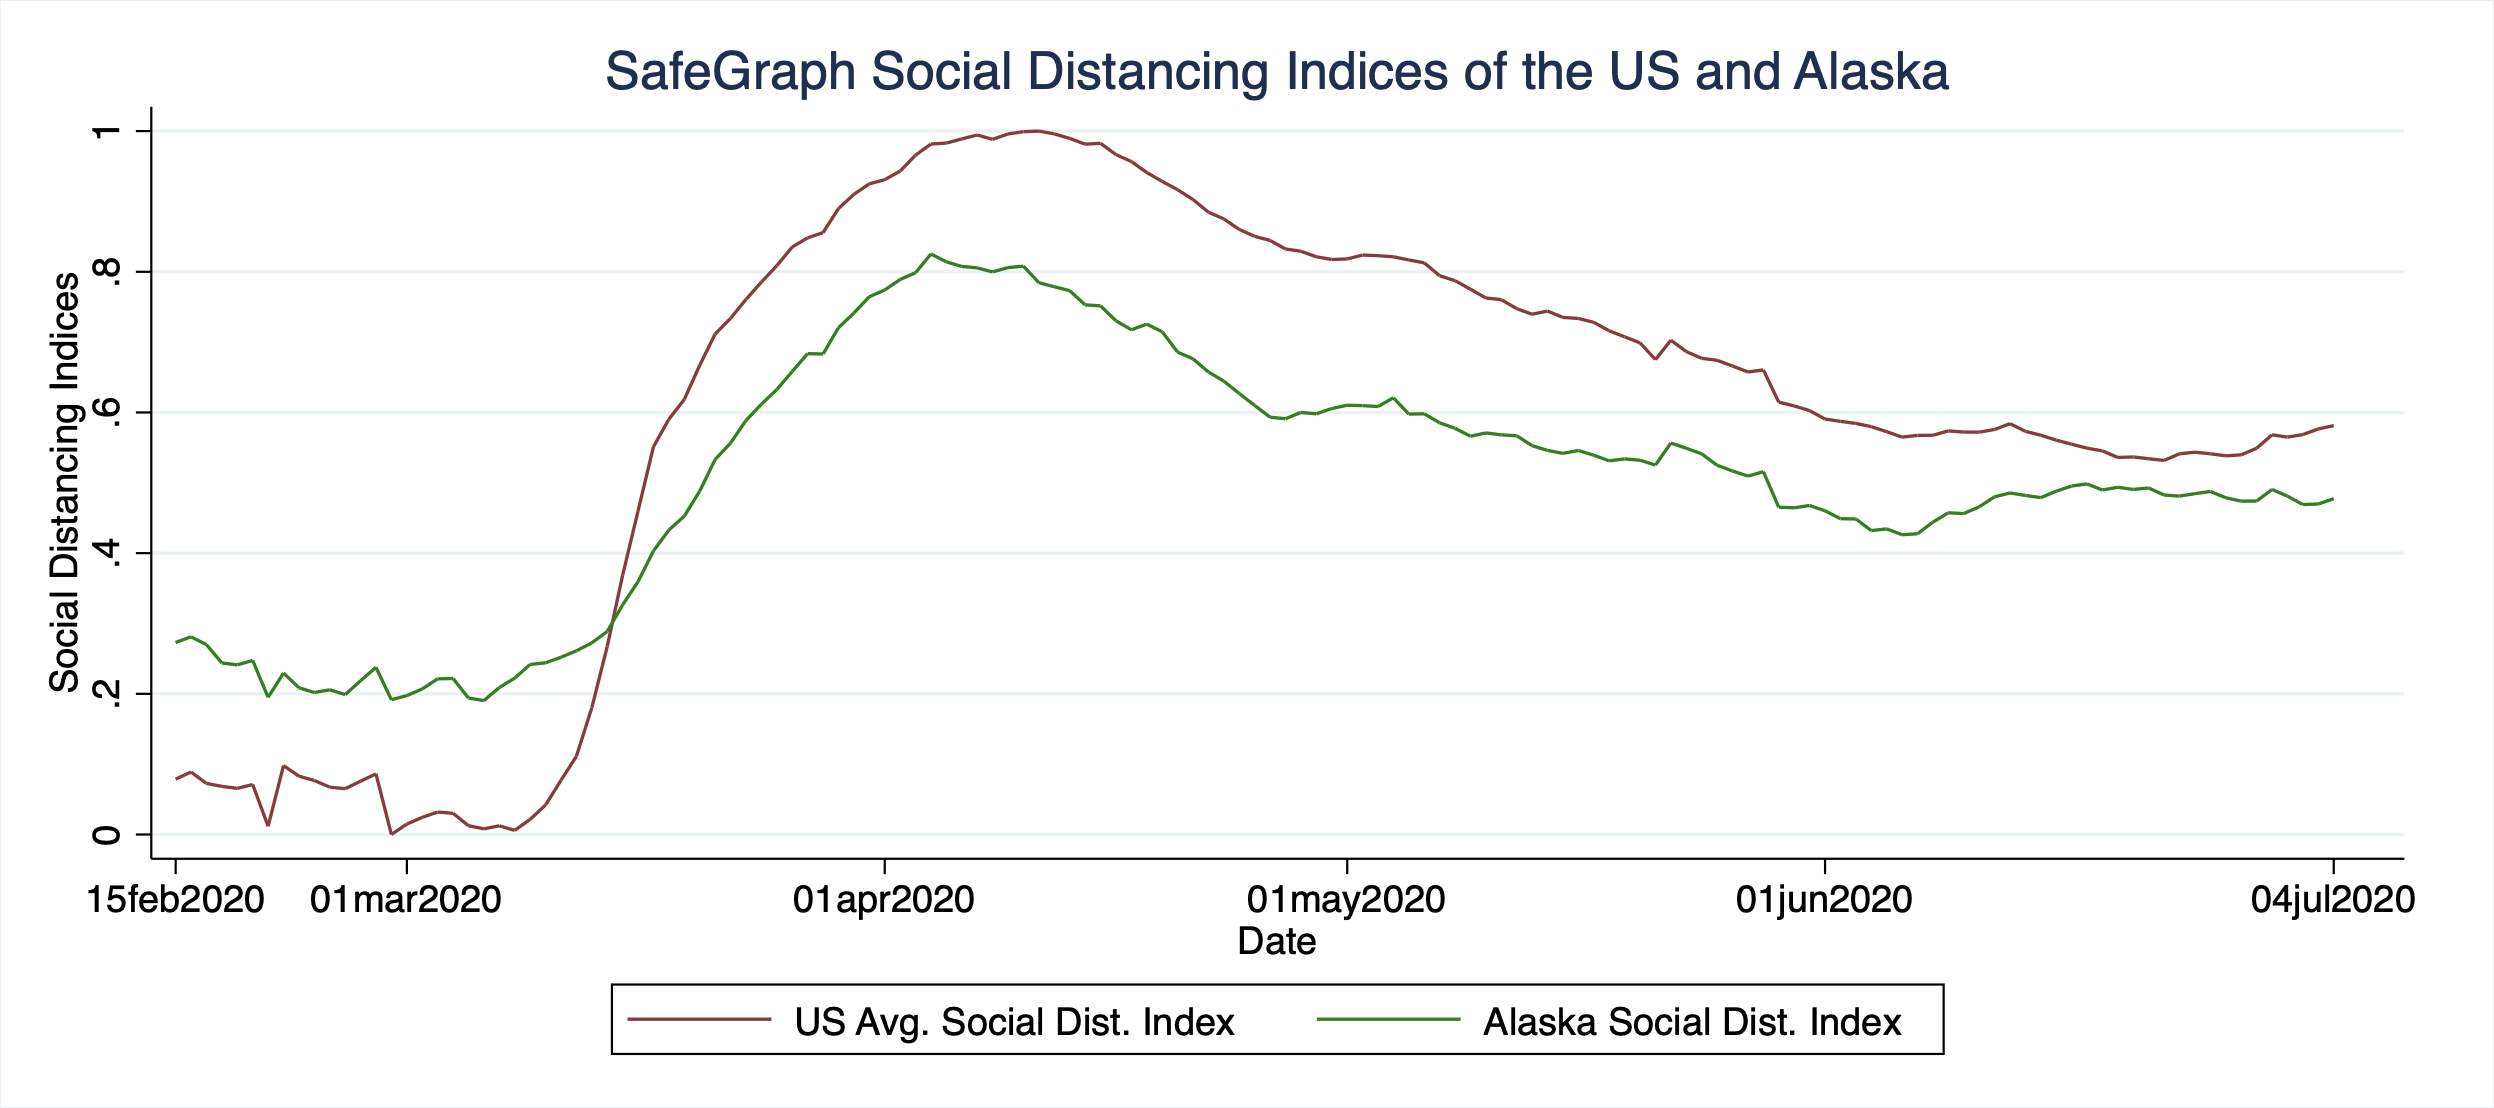 SafeGraph Social Distancing Indices of the US and Alaska
Social Distancing Indices
1
.8
.6
.4
.2
0
15feb2020 01mar2020 01apr2020 01may2020 01jun2020 04jul2020
Date
US Avg. Social Dist. Index Alaska Social Dist. Index